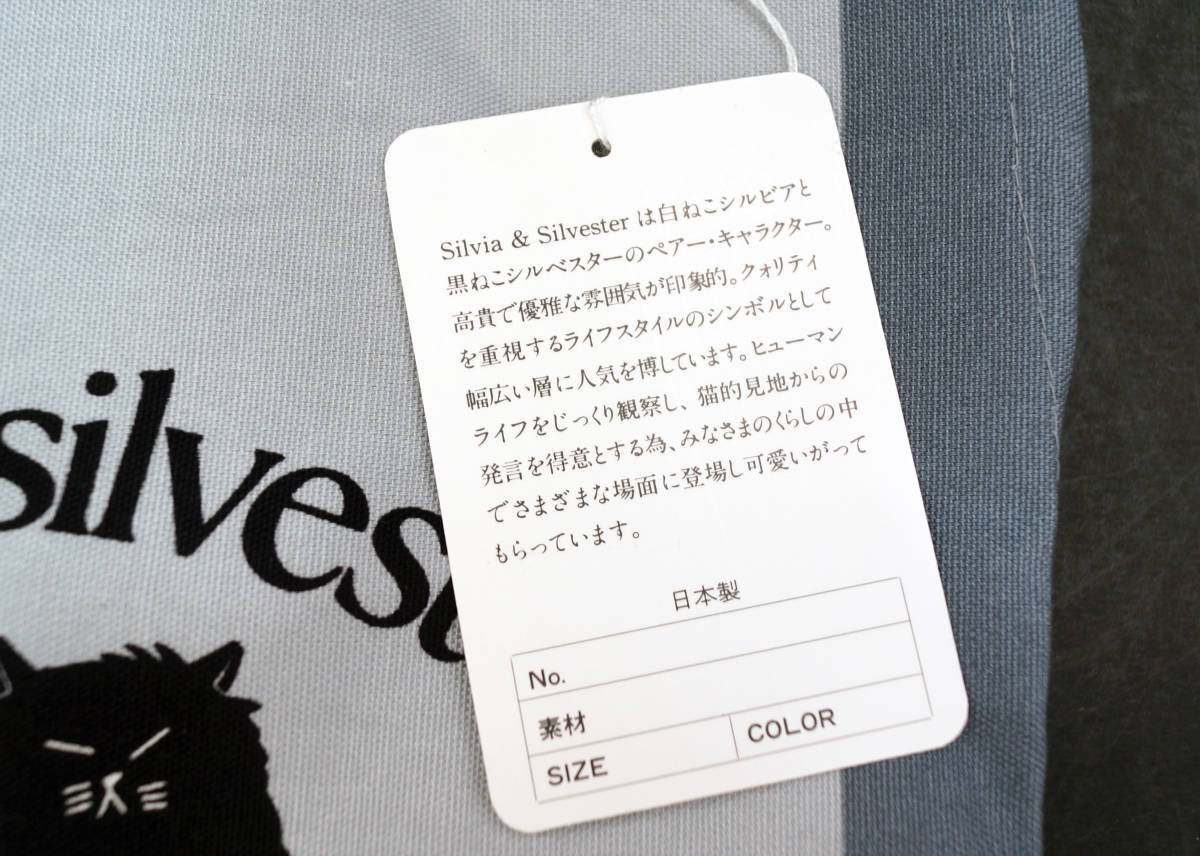 Silvia & Silvester は白ねこシルビアと
黒ねこシルベスターのペアー・キャラクター。
高貴で優雅な雰囲気が印象的。クォリティ
を重視するライフスタイルのシンボルとして
幅広い層に人気を博しています。ヒューマン
ライフをじっくり観察し、猫的見地からの
発言を得意とする為、みなさまのくらしの中
でさまざまな場面に登場し可愛いがって
もらっています。
日本製
No.
素材
SIZE
COLOR
silvest